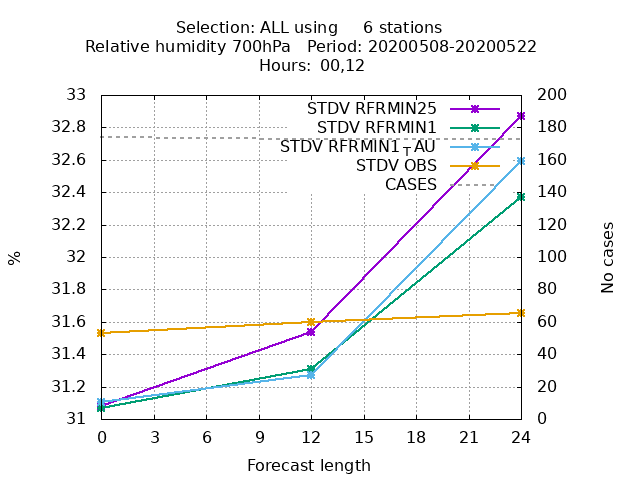 Selection: ALL using     6 stations
Relative humidity 700hPa   Period: 20200508-20200522
Hours: 00,12
33
32.8
32.6
32.4
32.2
32
31.8
31.6
31.4
31.2
31
200
180
160
140
120
100
80
60
40
20
0
STDV RFRMIN25
STDV RFRMIN1
STDV RFRMIN1_AU
STDV OBS
CASES
%
No cases
0 3 6 9 12 15 18 21 24
Forecast length